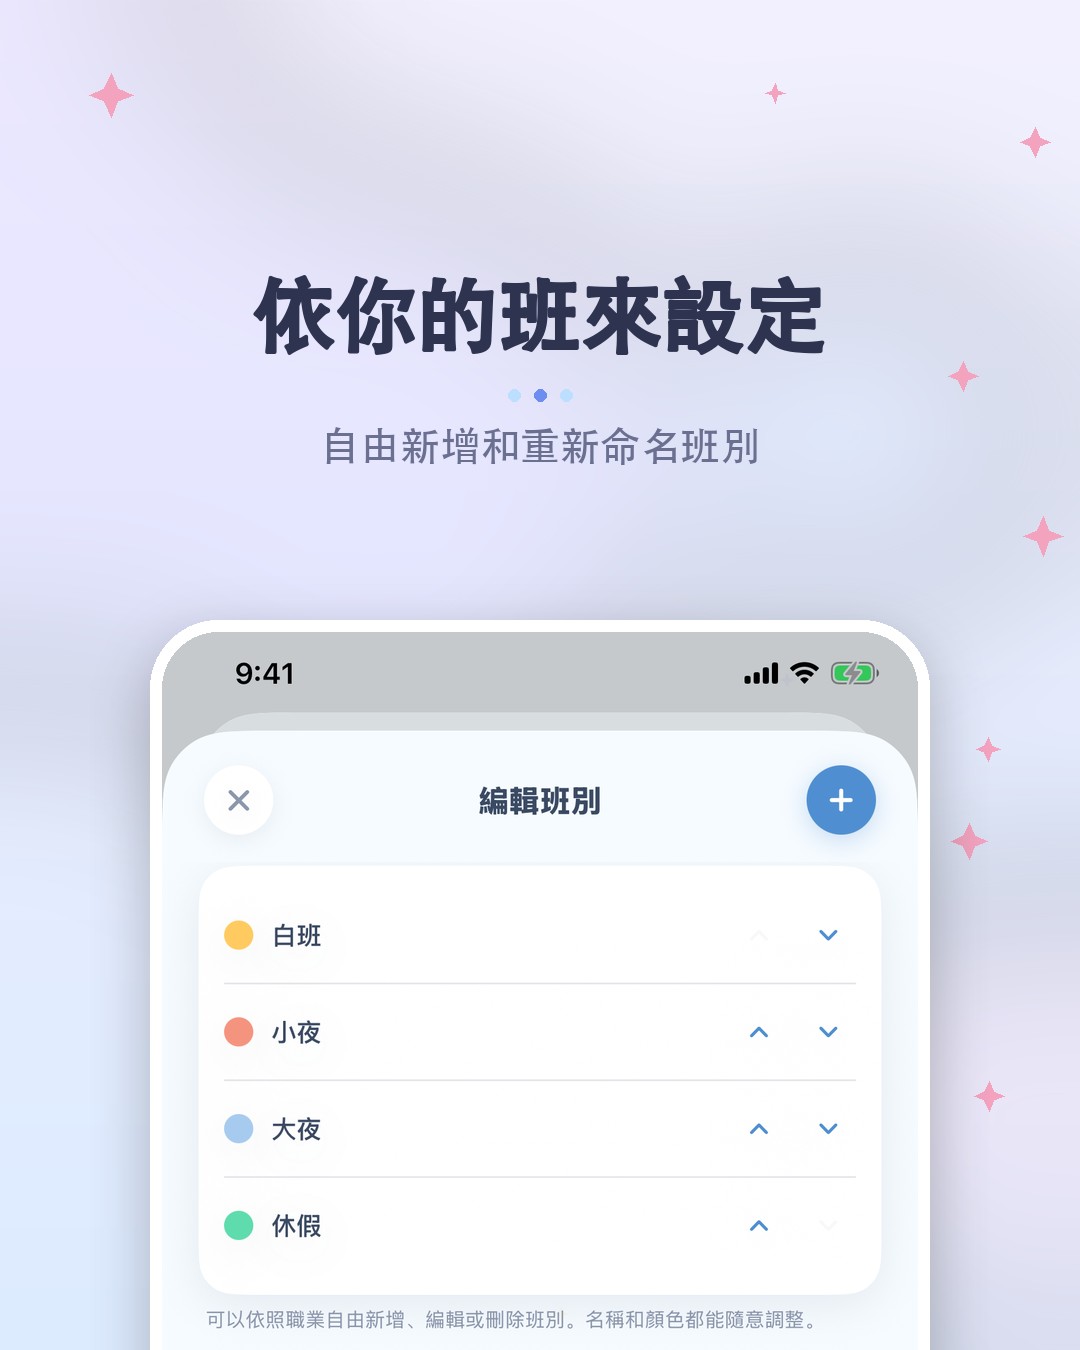 依你的班來設定
自由新增和重新命名班別
9:41
編輯班別
白班
小夜
大夜
休假
可以依照職業自由新增、編輯或刪除班別。名稱和顏色都能隨意調整。